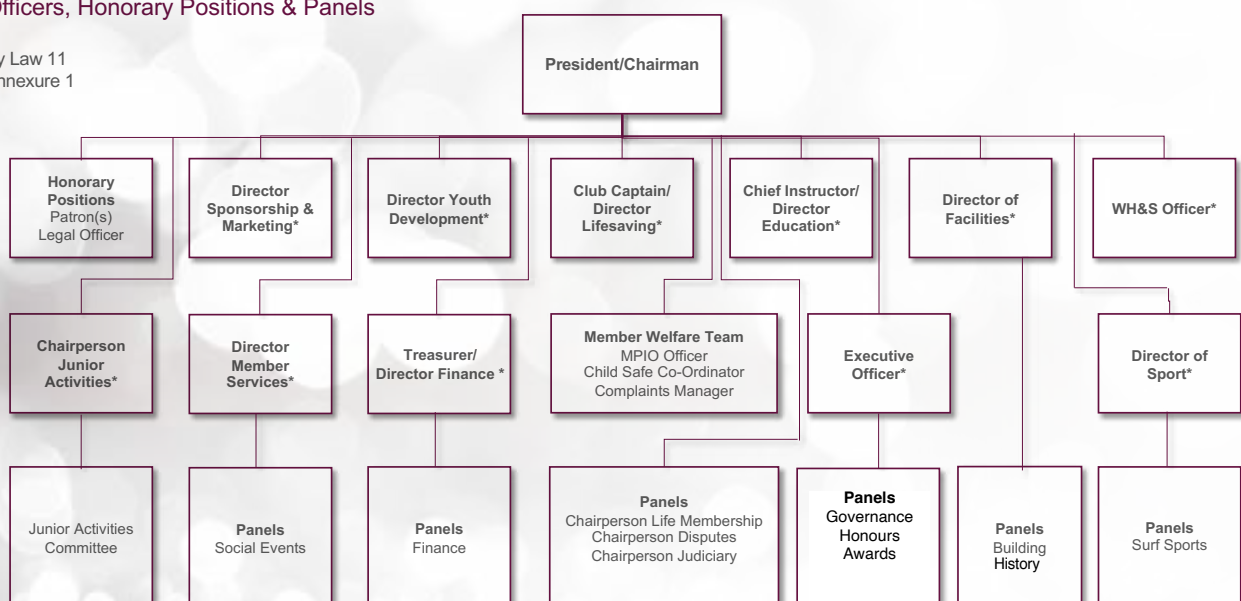 Officers, Honorary Positions & Panels
y Law 11
nnexure 1
President/Chairman
Honorary
Positions
Patron(s)
Legal Officer
Director
Sponsorship &
Marketing*
Director Youth
Development*
Club Captain/
Director
Lifesaving*
Chief Instructor/
Director
Education*
Director of
Facilities*
WH&S Officer*
Chairperson
Junior
Activities*
Director
Member
Services*
Treasurer/
Director Finance *
Member Welfare Team
MPIO Officer
Child Safe Co-Ordinator
Complaints Manager
Executive
Officer*
Director of
Sport*
Junior Activities
Committee
Panels
Social Events
Panels
Finance
Panels
Chairperson Life Membership
Chairperson Disputes
Chairperson Judiciary
Panels
Governance
Honours
Awards
Panels
Building
History
Panels
Surf Sports